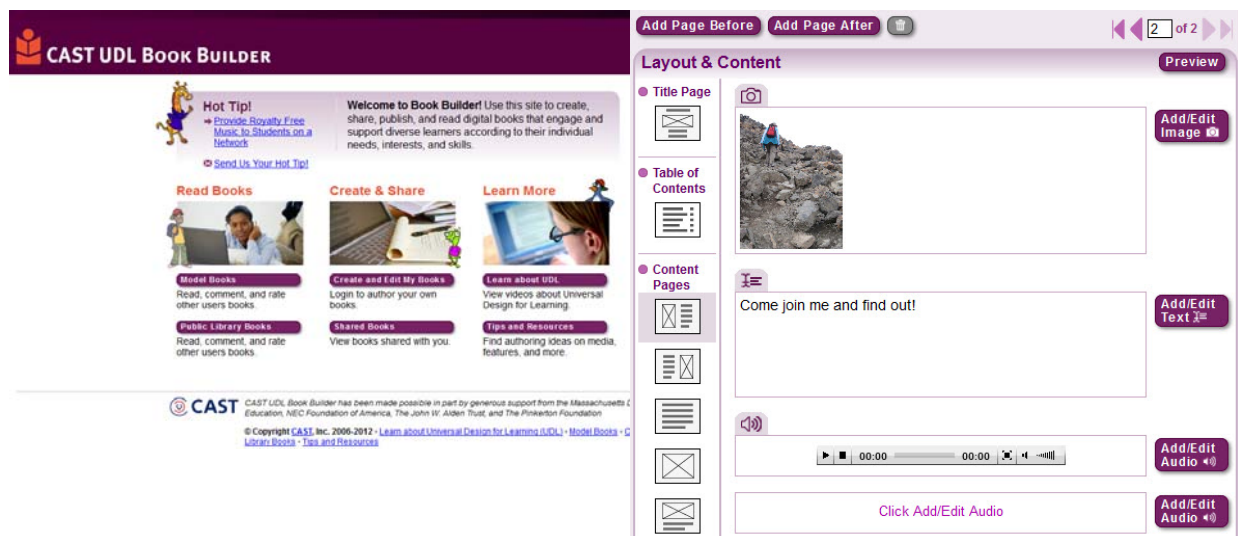 CAST UDL BOOK BUILDER
Hot Tip!
Provide Royalty Free
Music to Students on a
Network
Send Us Your Hot Tip!
Welcome to Book Builder! Use this site to create,
share, publish, and read digital books that engage and
support diverse learners according to their individual
needs, interests, and skills.
Read Books
Model Books
Read, comment, and rate
other users books.
Public Library Books
Read, comment, and rate
other users books.
Create & Share
Create and Edit My Books
Login to author your own
books.
Shared Books
View books shared with you.
Learn More
Learn about UDL
View videos about Universal
Design for Learning.
Tips and Resources
Find authoring ideas on media,
features, and more.
CAST
CAST UDL Book Builder has been made possible in part by generous support from the Massachusetts
Education, NEC Foundation of America, The John W. Alden Trust, and The Pinkerton Foundation
© Copyright CAST, Inc. 2006-2012 - Learn about Universal Design for Learning (UDL) - Model Books -
Library Books - Tips and Resources
Add Page Before
Add Page After
2 of 2
Layout & Content
Preview
Title Page
Table of
Contents
Content
Pages
Add/Edit
Image
Come join me and find out!
Add/Edit
Text
00:00
00:00
Add/Edit
Audio
Click Add/Edit Audio
Add/Edit
Audio